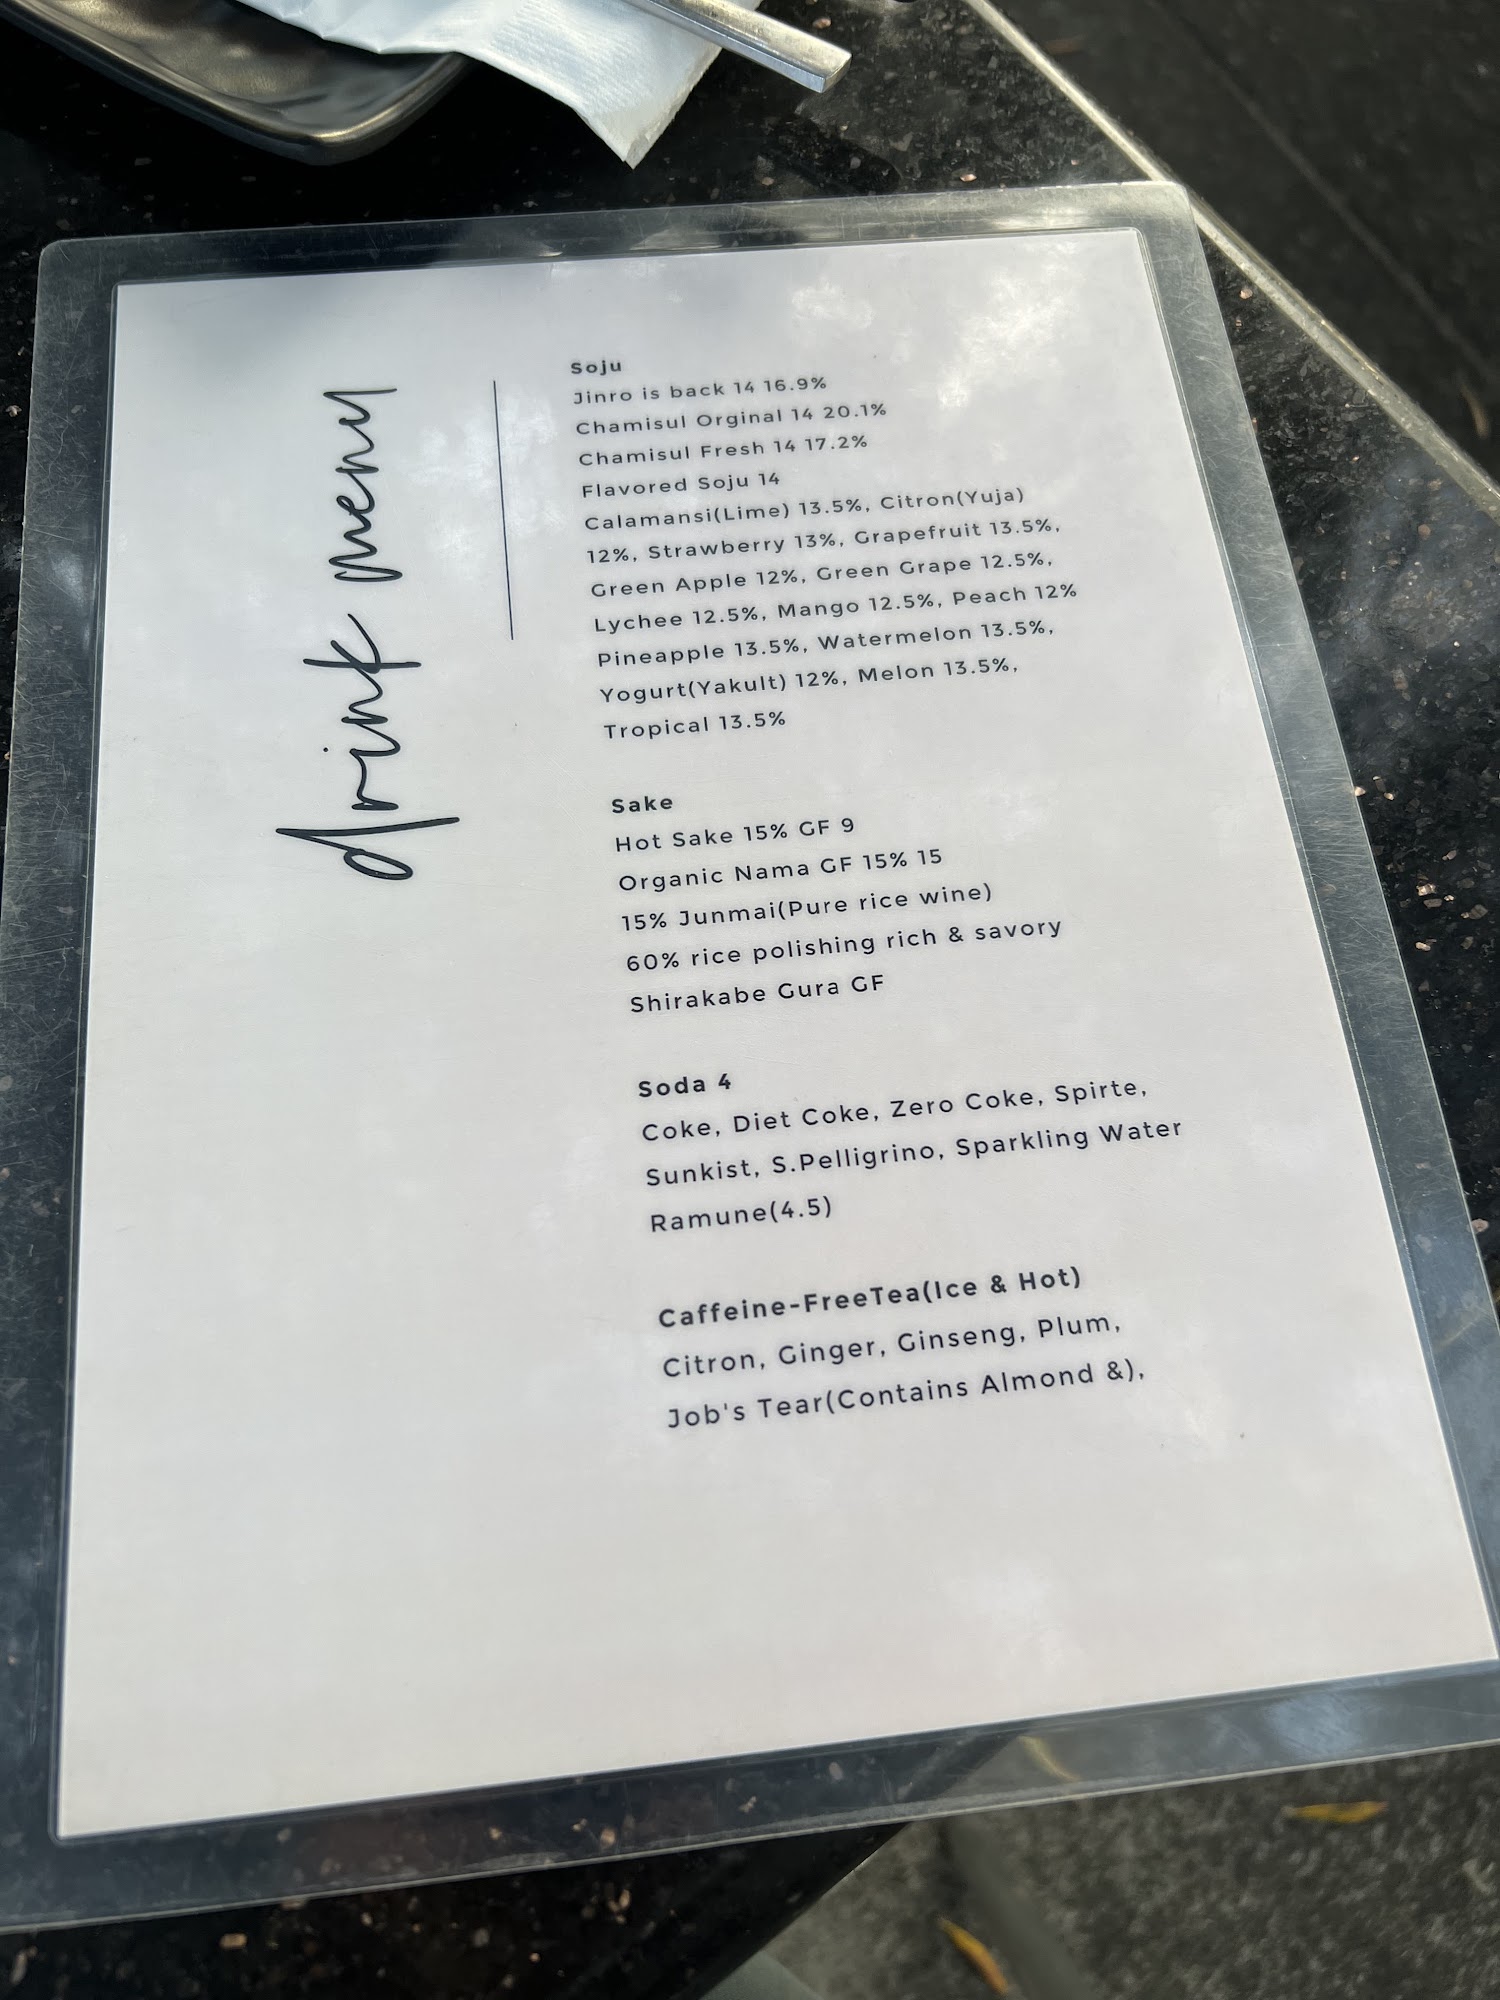 drink menu
Soju
Jinro is back 14 16.9%
Chamisul Orginal 14 20.1%
Chamisul Fresh 14 17.2%
Flavored Soju 14
Calamansi(Lime) 13.5%, Citron(Yuja)
12%, Strawberry 13%, Grapefruit 13.5%,
Green Apple 12%, Green Grape 12.5%,
Lychee 12.5%, Mango 12.5%, Peach 12%
Pineapple 13.5%, Watermelon 13.5%,
Yogurt(Yakult) 12%, Melon 13.5%,
Tropical 13.5%
Sake
Hot Sake 15% GF 9
Organic Nama GF 15% 15
15% Junmai(Pure rice wine)
60% rice polishing rich & savory
Shirakabe Gura GF
Soda 4
Coke, Diet Coke, Zero Coke, Spirte,
Sunkist, S.Pelligrino, Sparkling Water
Ramune(4.5)
Caffeine-FreeTea(Ice & Hot)
Citron, Ginger, Ginseng, Plum,
Job's Tear(Contains Almond &),